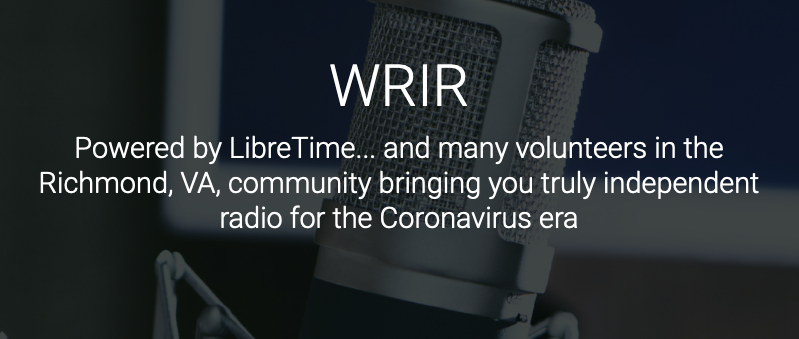 WRIR
Powered by LibreTime... and many volunteers in the
Richmond, VA, community bringing you truly independent
radio for the Coronavirus era